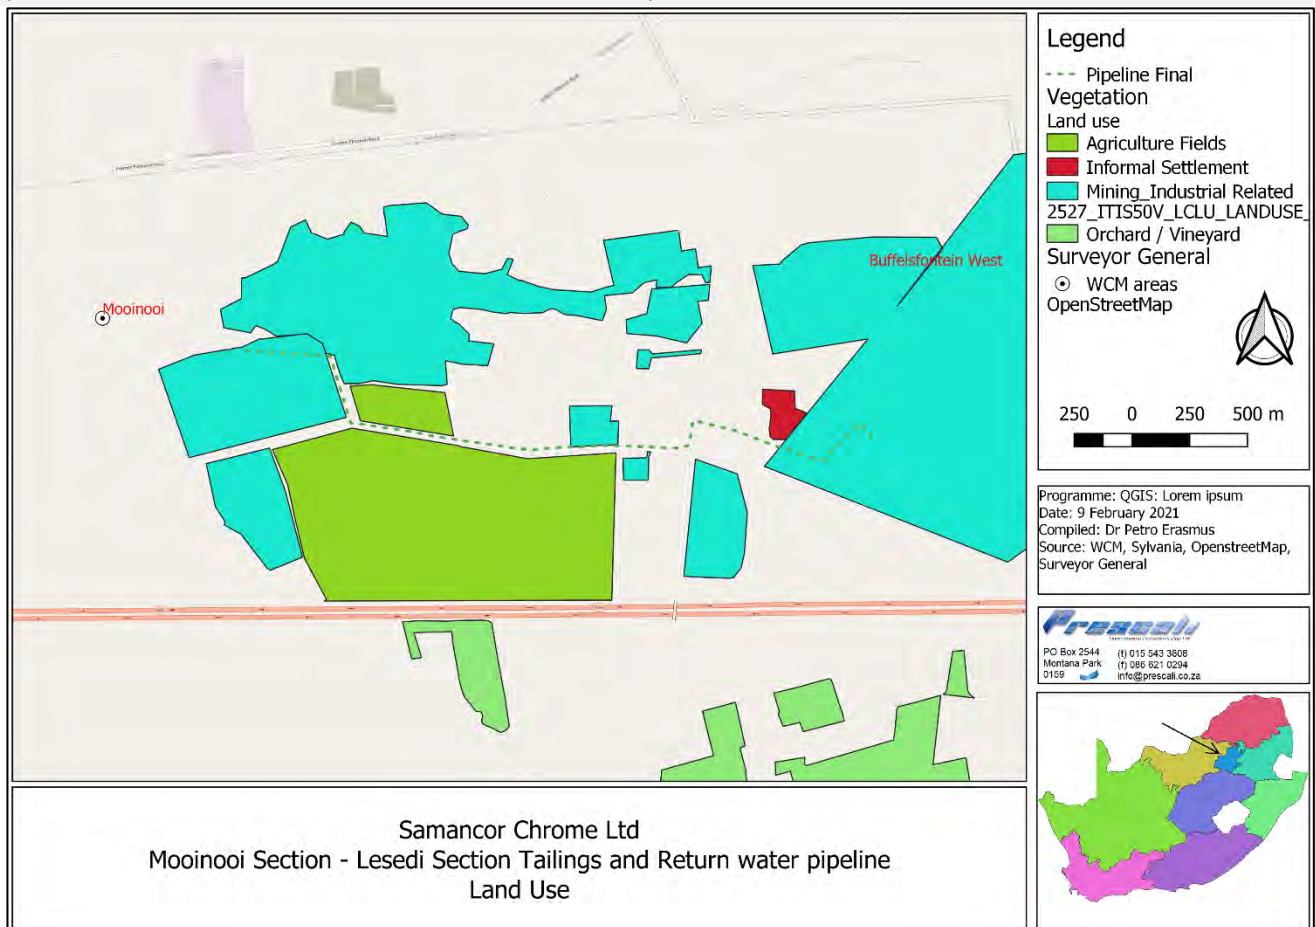 Mooinooi
Buffelsfontein West
Legend
Pipeline Final
Vegetation
Land use
Agriculture Fields
Informal Settlement
Mining_Industrial Related
2527_ITIS50V_LCLU_LANDUSE_
Orchard / Vineyard
Surveyor General
WCM areas
OpenStreetMap
250 0 250 500 m
Programme: QGIS: Lorem ipsum
Date: 9 February 2021
Compiled: Dr Petro Erasmus
Source: WCM, Sylvania, OpenstreetMap,
Surveyor General
Prescali
PO Box 2544 (t) 015 543 3808
Montana Park (f) 086 621 0294
0159 info@prescali.co.za
Samancor Chrome Ltd
Mooinooi Section - Lesedi Section Tailings and Return water pipeline
Land Use